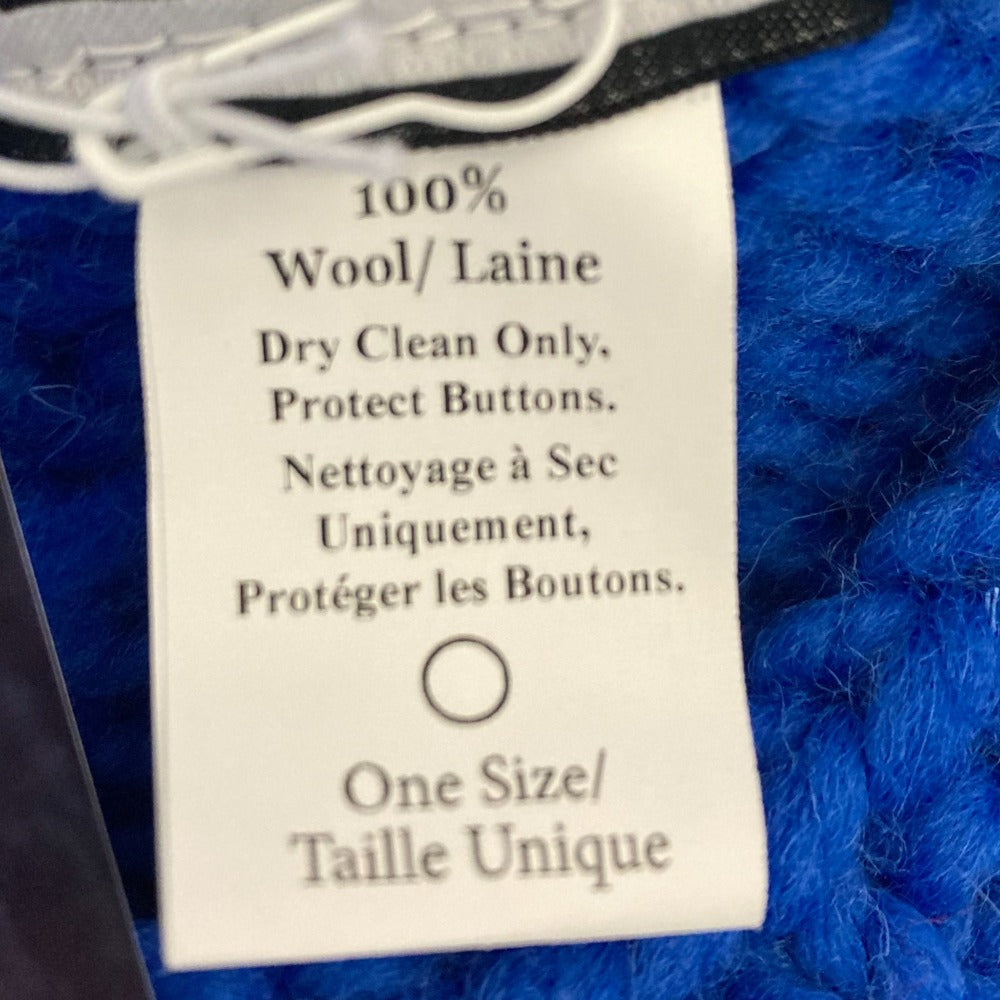 100%
Wool/ Laine
Dry Clean Only.
Protect Buttons.
Nettoyage à Sec
Uniquement,
Protéger les Boutons.
One Size/
Taille Unique